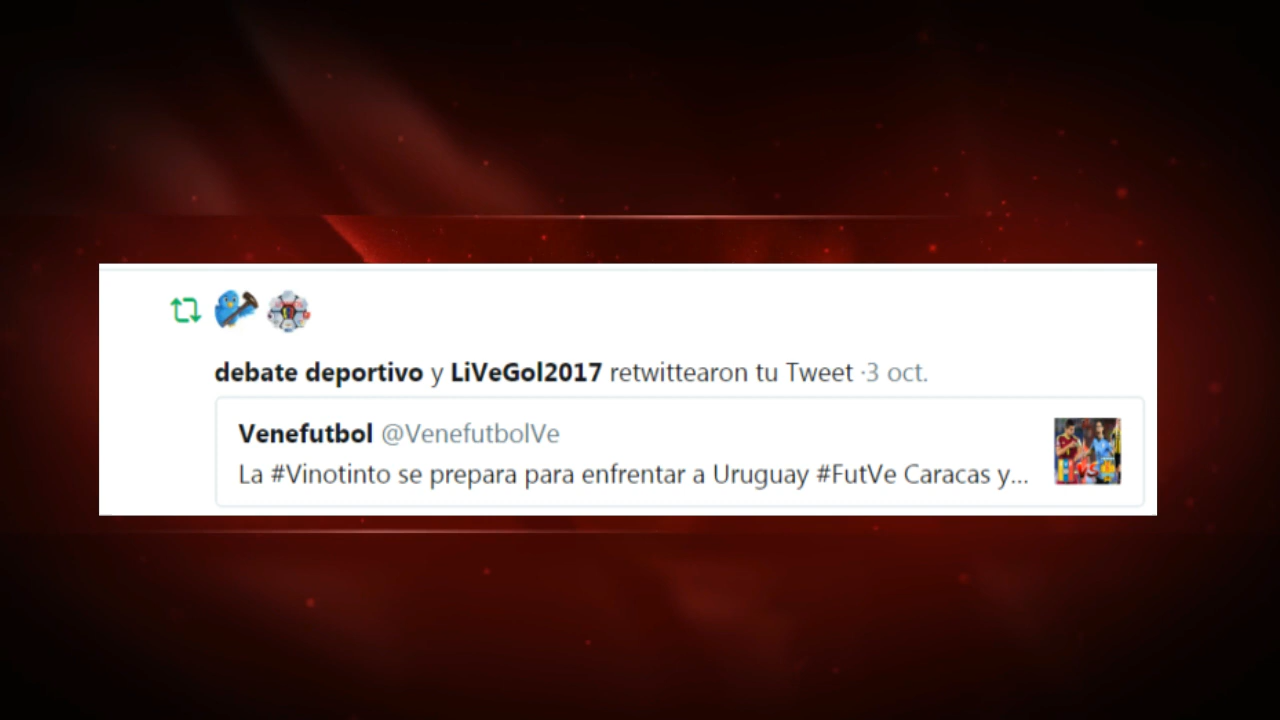 debate deportivo y LiVeGol2017 retwittearon tu Tweet ·3 oct.
Venefutbol @VenefutbolVe
La #Vinotinto se prepara para enfrentar a Uruguay #FutVe Caracas y...
VS